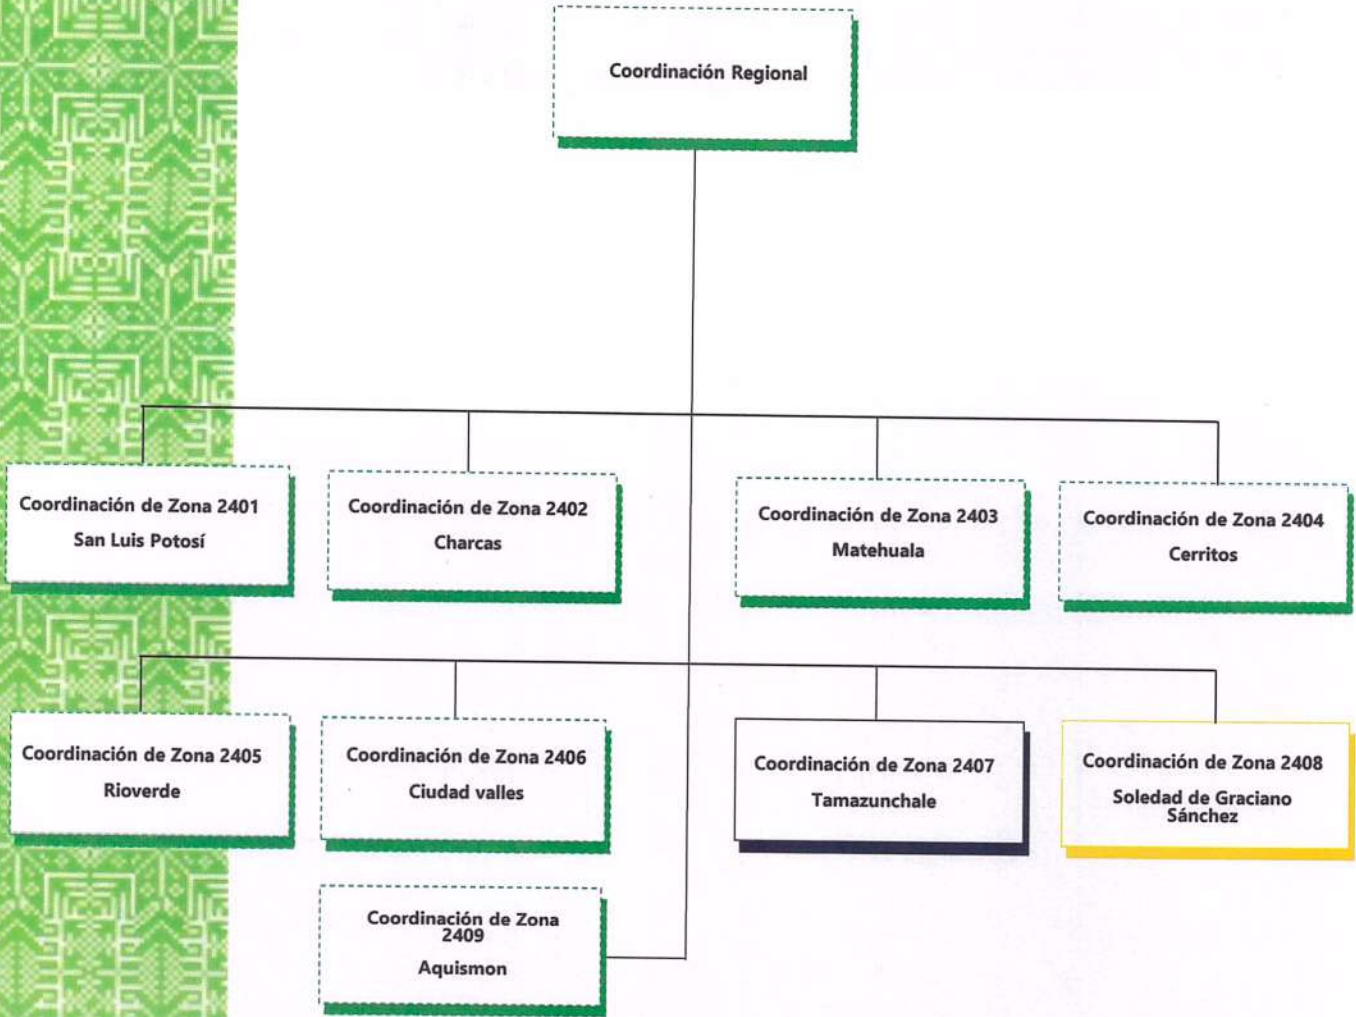 Coordinación Regional
Coordinación de Zona 2401
San Luis Potosí
Coordinación de Zona 2402
Charcas
Coordinación de Zona 2403
Matehuala
Coordinación de Zona 2404
Cerritos
Coordinación de Zona 2405
Rioverde
Coordinación de Zona 2406
Ciudad valles
Coordinación de Zona 2407
Tamazunchale
Coordinación de Zona 2408
Soledad de Graciano
Sánchez
Coordinación de Zona
2409
Aquismon